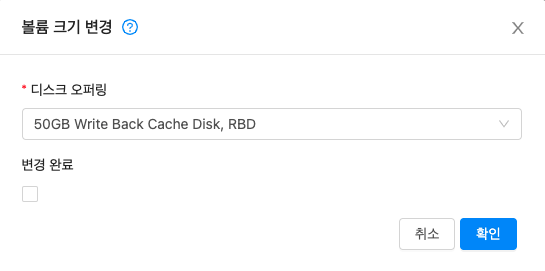 볼륨 크기 변경
* 디스크 오퍼링
50GB Write Back Cache Disk, RBD
변경 완료
취소 확인